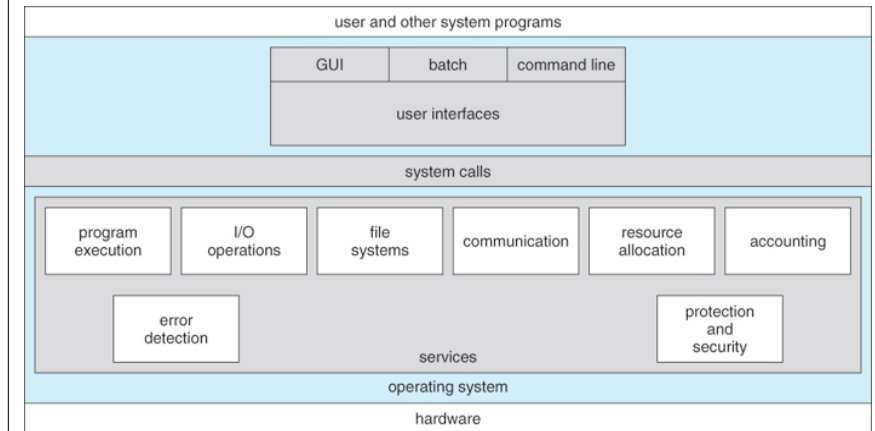 user and other system programs
GUI
batch
command line
user interfaces
system calls
program
execution
I/O
operations
file
systems
communication
resource
allocation
accounting
error
detection
protection
and
security
services
operating system
hardware